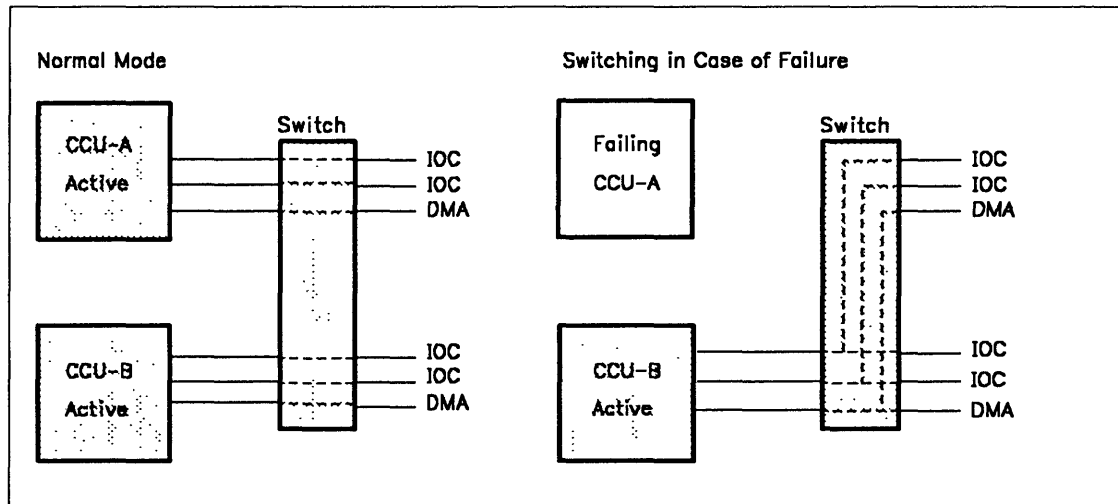 Normal Mode
CCU-A
Active
Switch
IOC
IOC
DMA
CCU-B
Active
IOC
IOC
DMA
Switching in Case of Failure
Failing
CCU-A
Switch
IOC
IOC
DMA
CCU-B
Active
IOC
IOC
DMA